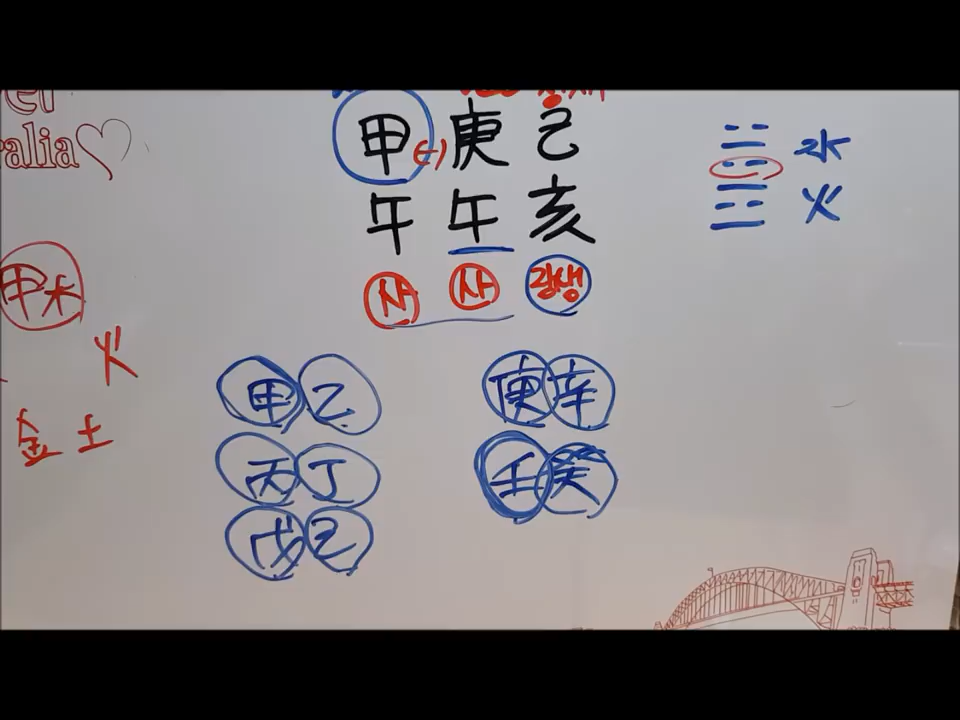 alia
甲 (-) 庚 己
午 午 亥
사 사 장생
水
火
甲木
火
金 土
甲 乙
丙 丁
戊 己
庚 辛
壬 癸